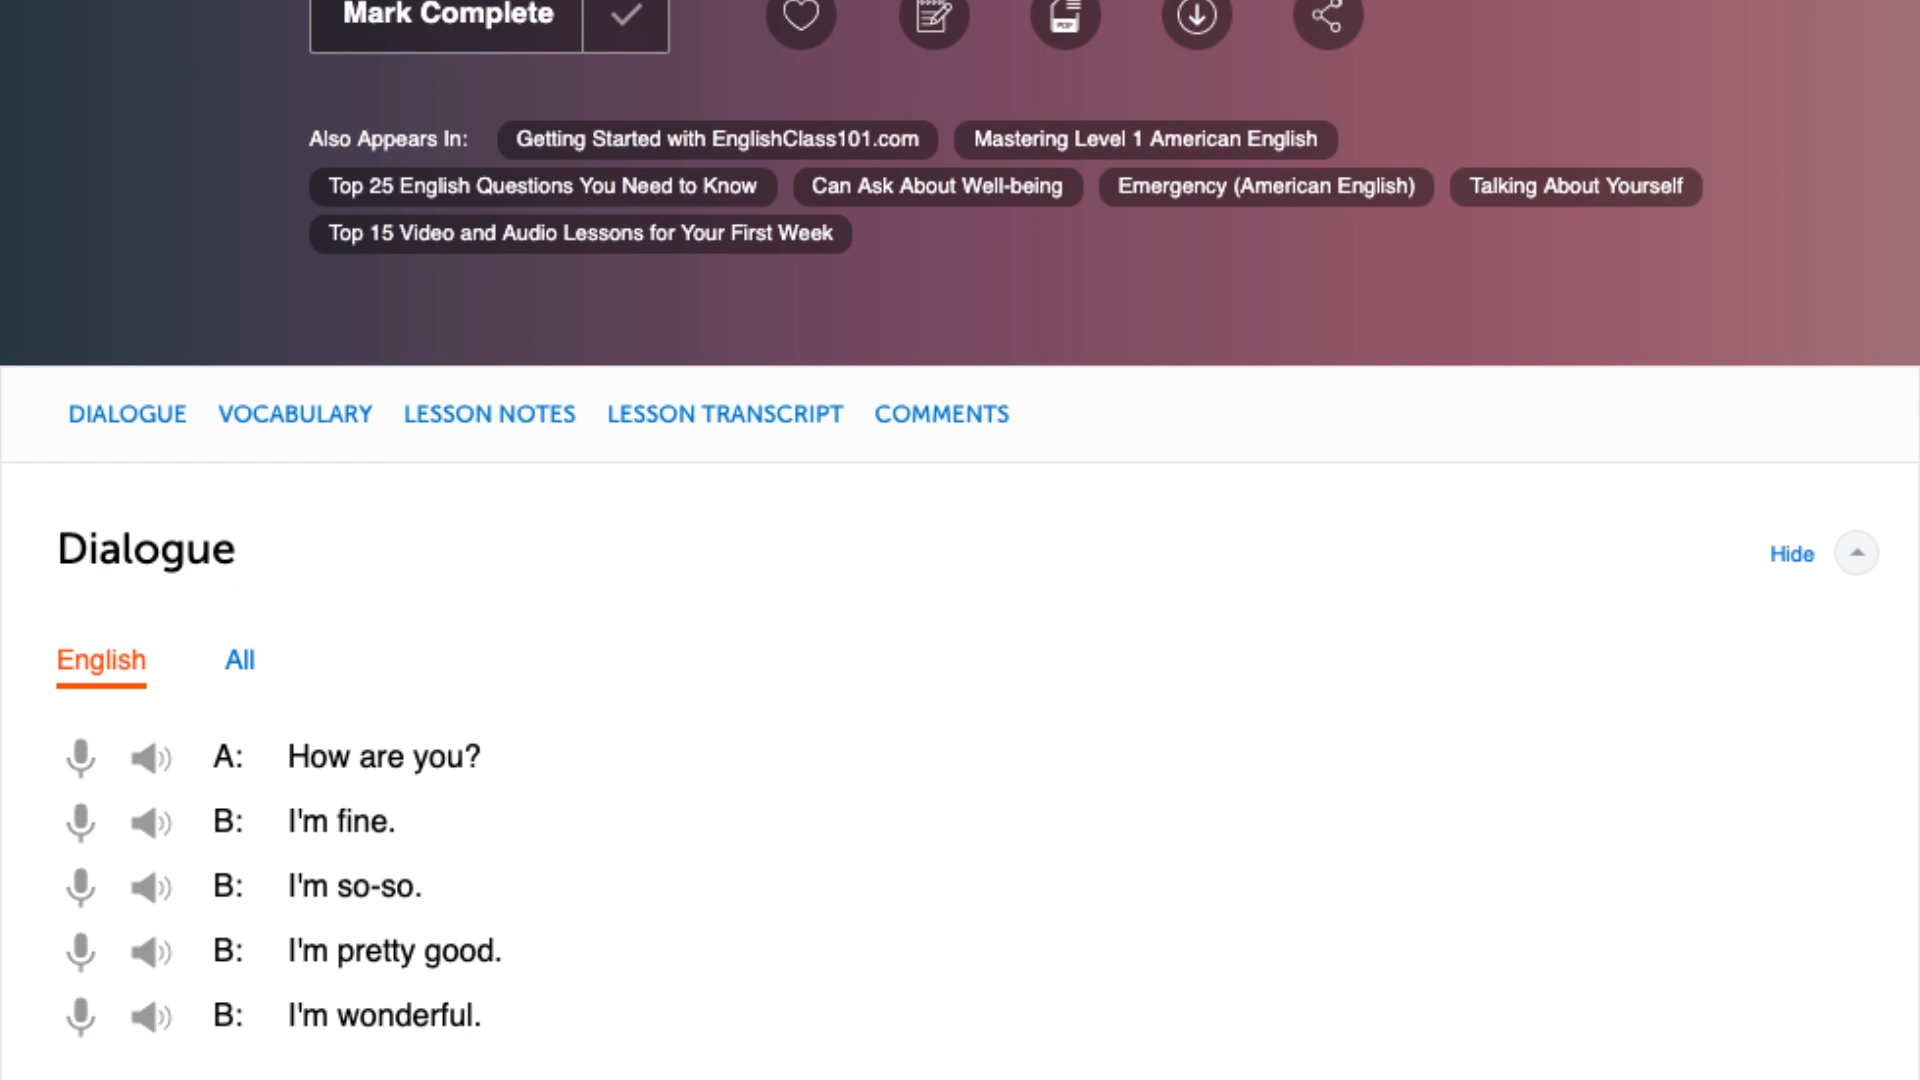 Mark Complete
PDF
Also Appears In: Getting Started with EnglishClass101.com Mastering Level 1 American English
Top 25 English Questions You Need to Know Can Ask About Well-being Emergency (American English) Talking About Yourself
Top 15 Video and Audio Lessons for Your First Week
DIALOGUE VOCABULARY LESSON NOTES LESSON TRANSCRIPT COMMENTS
Dialogue Hide
English All
A: How are you?
B: I'm fine.
B: I'm so-so.
B: I'm pretty good.
B: I'm wonderful.